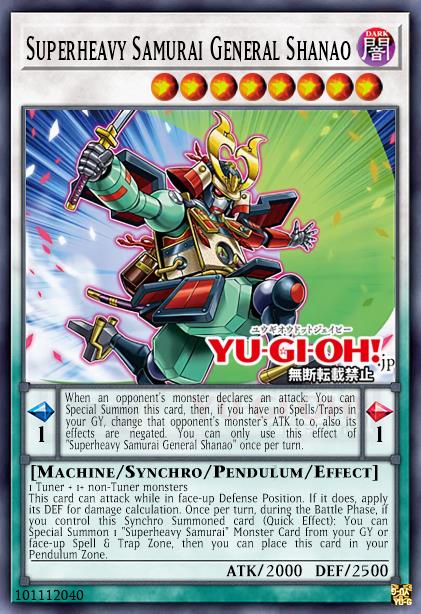 SUPERHEAVY SAMURAI GENERAL SHANAO
DARK
闇
ユウギオウドットジェイピー
YU-GI-OH!.jp
無断転載禁止
When an opponent's monster declares an attack: You can
Special Summon this card, then, if you have no Spells/Traps in
your GY, change that opponent's monster's ATK to 0, also its
effects are negated. You can only use this effect of
"Superheavy Samurai General Shanao" once per turn.
1
1
[MACHINE/SYNCHRO/PENDULUM/EFFECT]
1 Tuner + 1+ non-Tuner monsters
This card can attack while in face-up Defense Position. If it does, apply
its DEF for damage calculation. Once per turn, during the Battle Phase, if
you control this Synchro Summoned card (Quick Effect): You can
Special Summon 1 "Superheavy Samurai" Monster Card from your GY or
face-up Spell & Trap Zone, then you can place this card in your
Pendulum Zone.
ATK/2000 DEF/2500
101112040